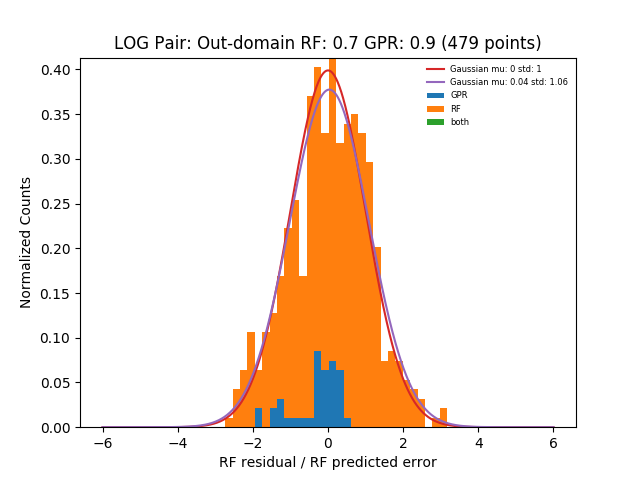 LOG Pair: Out-domain RF: 0.7 GPR: 0.9 (479 points)
Gaussian mu: 0 std: 1
Gaussian mu: 0.04 std: 1.06
GPR
RF
both
Normalized Counts
0.40
0.35
0.30
0.25
0.20
0.15
0.10
0.05
0.00
−6 −4 −2 0 2 4 6
RF residual / RF predicted error